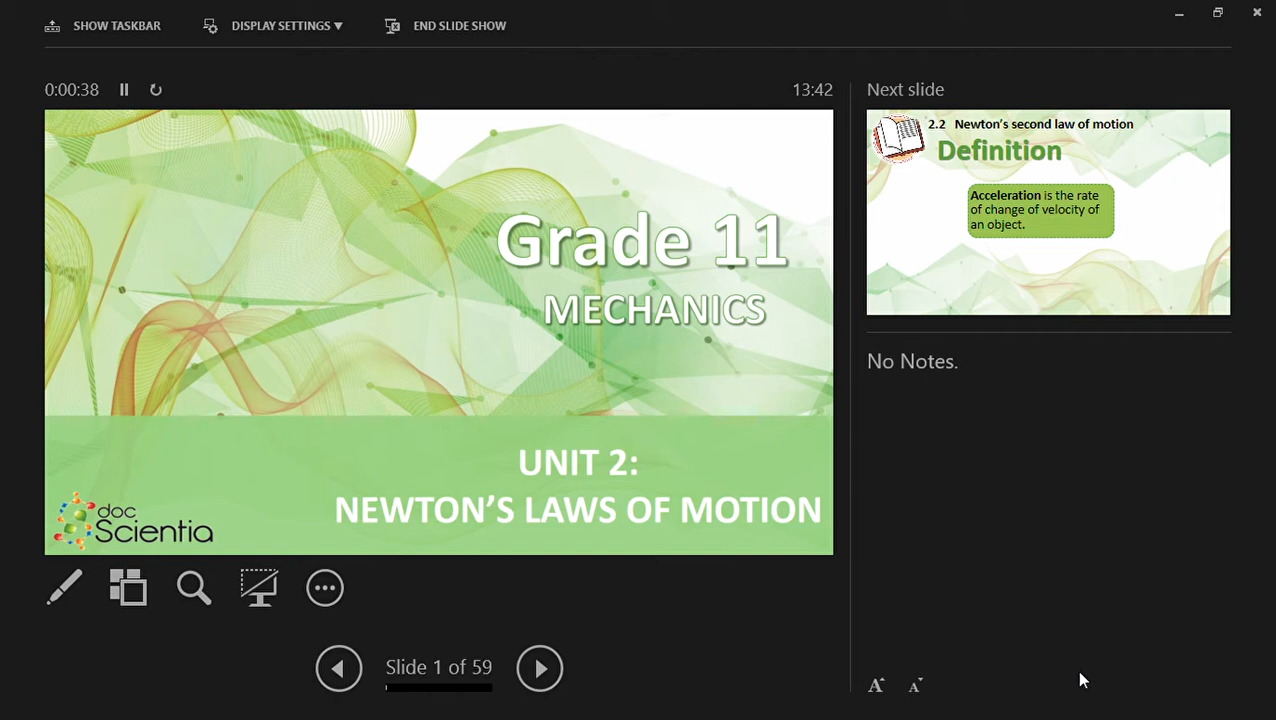 SHOW TASKBAR
DISPLAY SETTINGS ▼
END SLIDE SHOW
0:00:38
13:42
Grade 11
MECHANICS
UNIT 2:
NEWTON'S LAWS OF MOTION
doc
Scientia
Slide 1 of 59
Next slide
2.2 Newton's second law of motion
Definition
Acceleration is the rate
of change of velocity of
an object.
No Notes.
A A